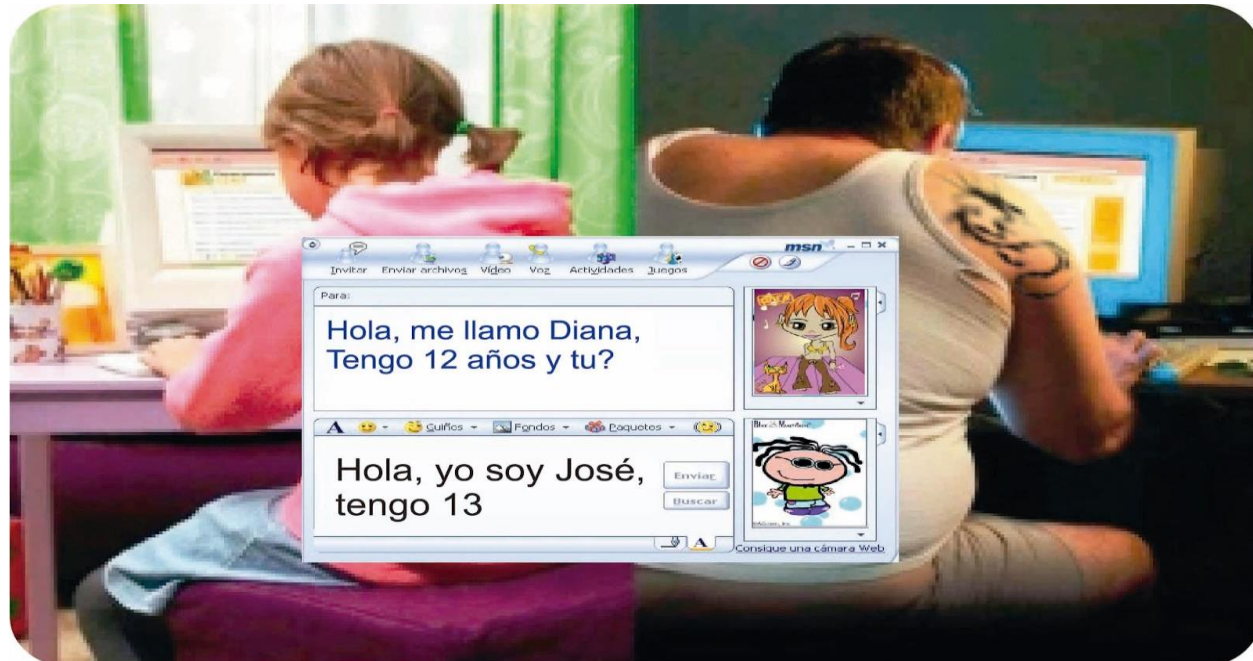 msn
Invitar Enviar archivos Vídeo Voz Actividades Juegos
Para:
Hola, me llamo Diana,
Tengo 12 años y tu?
A Guiños Fondos Paquetes
Hola, yo soy José,
tengo 13
Enviar
Buscar
A
Consigue una cámara Web